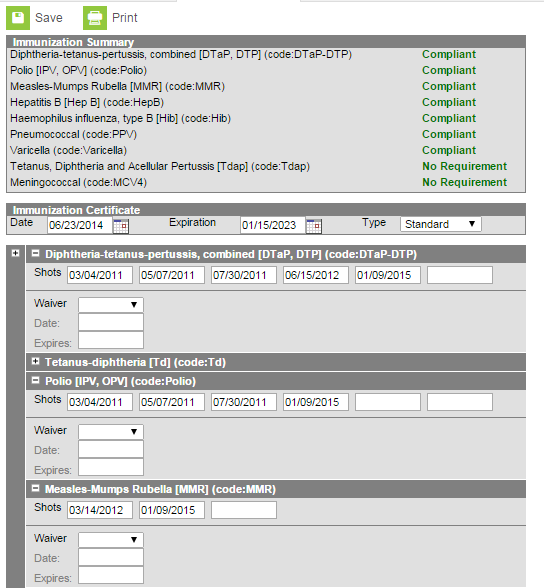 Save Print
Immunization Summary
Diphtheria-tetanus-pertussis, combined [DTaP, DTP] (code:DTaP-DTP) Compliant
Polio [IPV, OPV] (code:Polio) Compliant
Measles-Mumps Rubella [MMR] (code:MMR) Compliant
Hepatitis B [Hep B] (code:HepB) Compliant
Haemophilus influenza, type B [Hib] (code:Hib) Compliant
Pneumococcal (code:PPV) Compliant
Varicella (code:Varicella) Compliant
Tetanus, Diphtheria and Acellular Pertussis [Tdap] (code:Tdap) No Requirement
Meningococcal (code:MCV4) No Requirement
Immunization Certificate
Date 06/23/2014 Expiration 01/15/2023 Type Standard
Diphtheria-tetanus-pertussis, combined [DTaP, DTP] (code:DTaP-DTP)
Shots 03/04/2011 05/07/2011 07/30/2011 06/15/2012 01/09/2015
Waiver
Date:
Expires:
Tetanus-diphtheria [Td] (code:Td)
Polio [IPV, OPV] (code:Polio)
Shots 03/04/2011 05/07/2011 07/30/2011 01/09/2015
Waiver
Date:
Expires:
Measles-Mumps Rubella [MMR] (code:MMR)
Shots 03/14/2012 01/09/2015
Waiver
Date:
Expires: